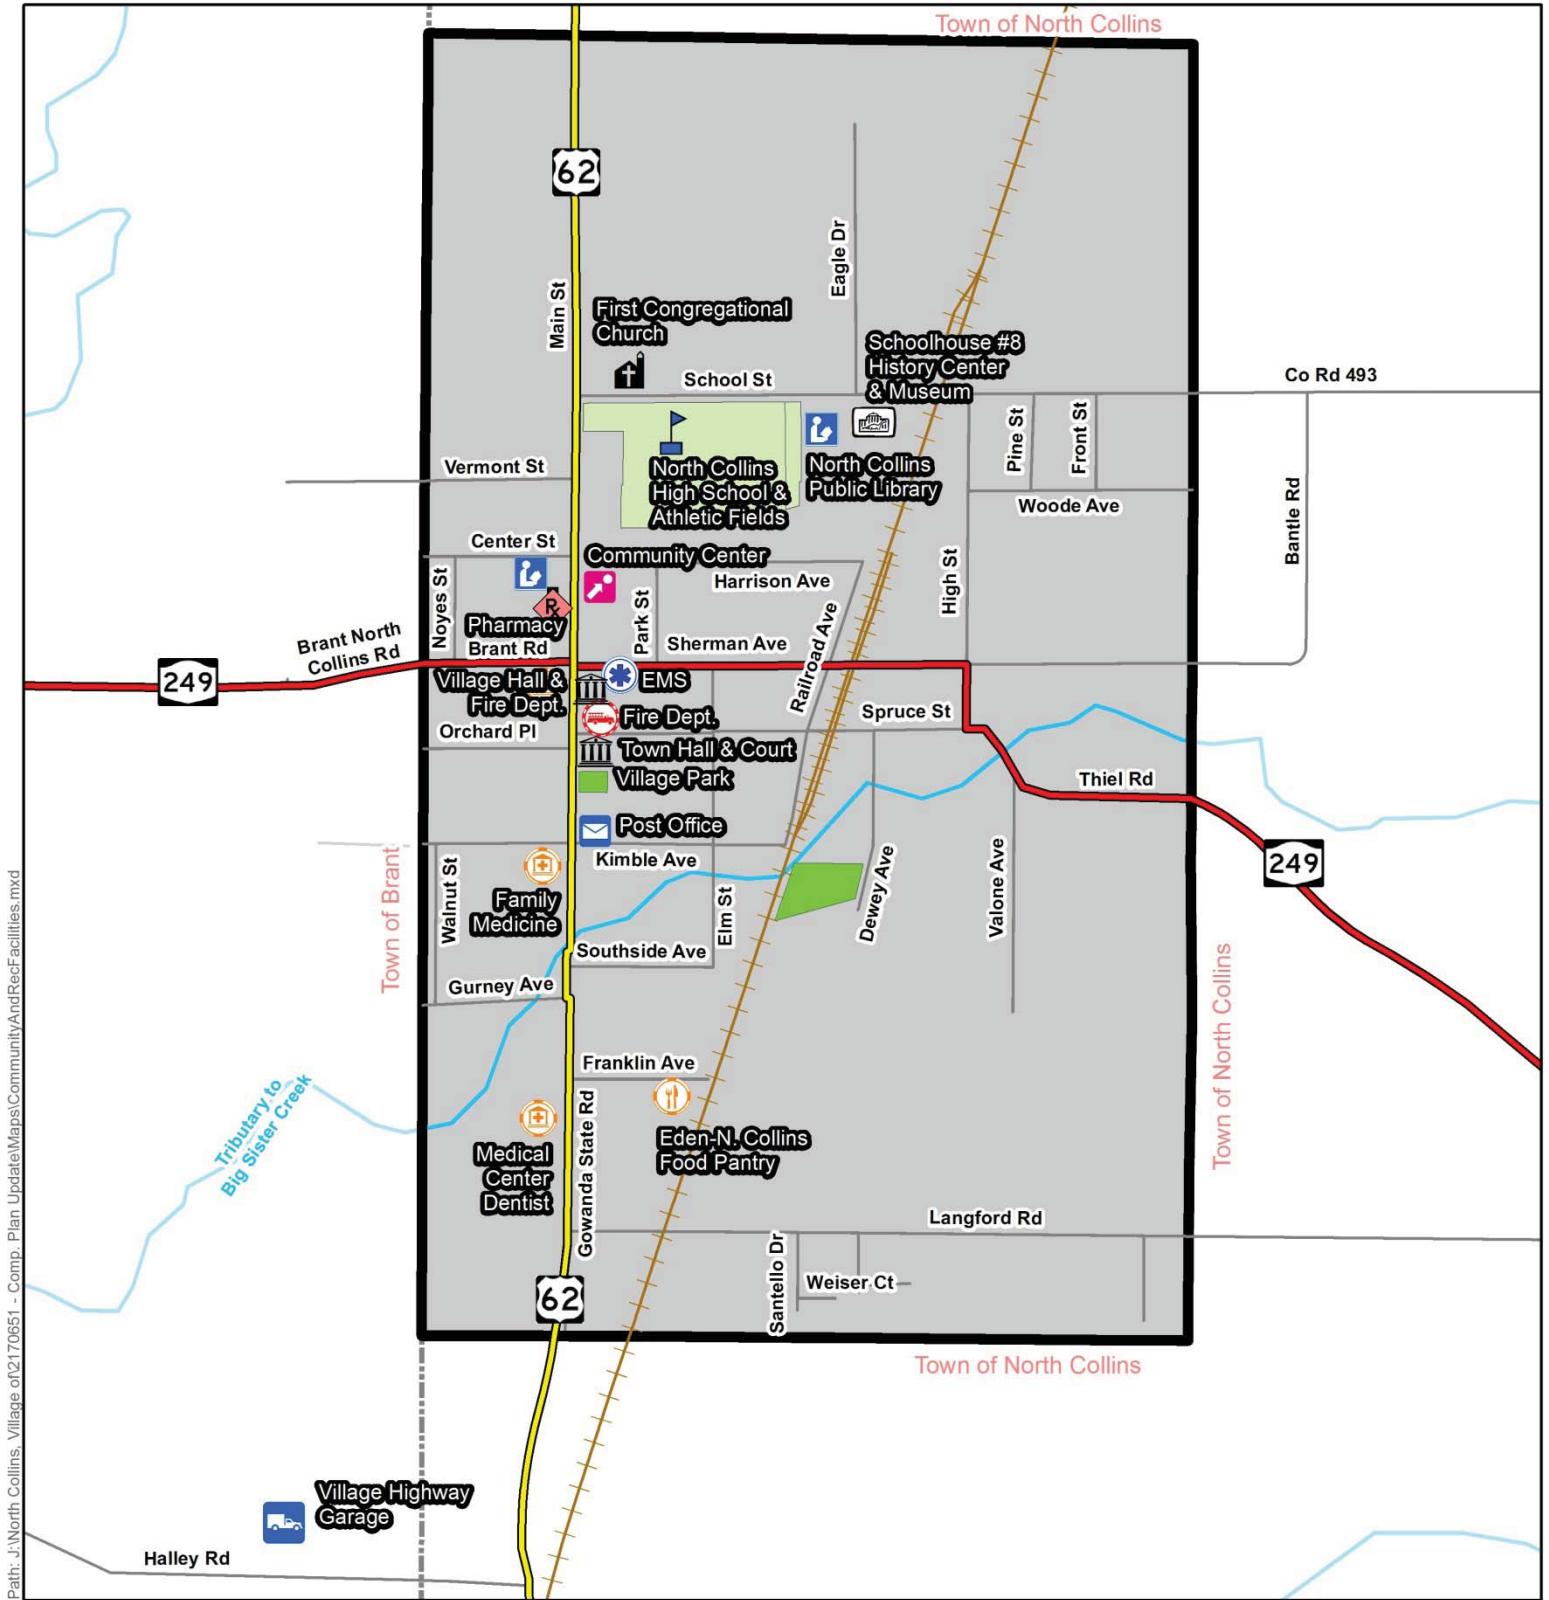 Town of North Collins
62
Main St
Eagle Dr
First Congregational
Church
Schoolhouse #8
History Center
& Museum
School St
Co Rd 493
Pine St
Front St
Vermont St
North Collins
High School &
Athletic Fields
North Collins
Public Library
Woode Ave
Bantle Rd
Center St
Community Center
Noyes St
Harrison Ave
High St
Park St
Rx
Pharmacy
Brant North
Collins Rd
Brant Rd
Sherman Ave
Railroad Ave
249
Village Hall &
Fire Dept.
EMS
Fire Dept.
Spruce St
Orchard Pl
Town Hall & Court
Village Park
Thiel Rd
Post Office
Kimble Ave
249
Town of Brant
Walnut St
Family
Medicine
Elm St
Dewey Ave
Valone Ave
Southside Ave
Gurney Ave
Town of North Collins
Franklin Ave
Tributary to
Big Sister Creek
Gowanda State Rd
Eden-N. Collins
Food Pantry
Medical
Center
Dentist
Langford Rd
Santello Dr
Weiser Ct
62
Town of North Collins
Village Highway
Garage
Halley Rd
Path: J:\North Collins, Village of\2170651 - Comp. Plan Update\Maps\CommunityAndRecFacilities.mxd